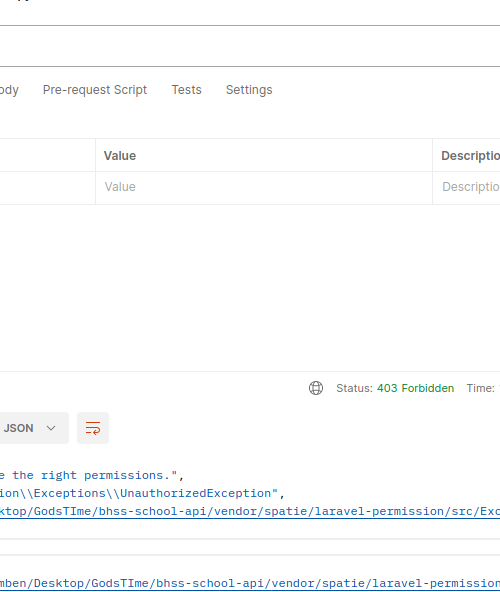 ody Pre-request Script Tests Settings
Value Descriptio
Value Descriptio
Status: 403 Forbidden Time:
JSON
e the right permissions.",
ion\\Exceptions\\UnauthorizedException",
ktop/GodsTIme/bhss-school-api/vendor/spatie/laravel-permission/src/Exc
mben/Desktop/GodsTIme/bhss-school-api/vendor/spatie/laravel-permission